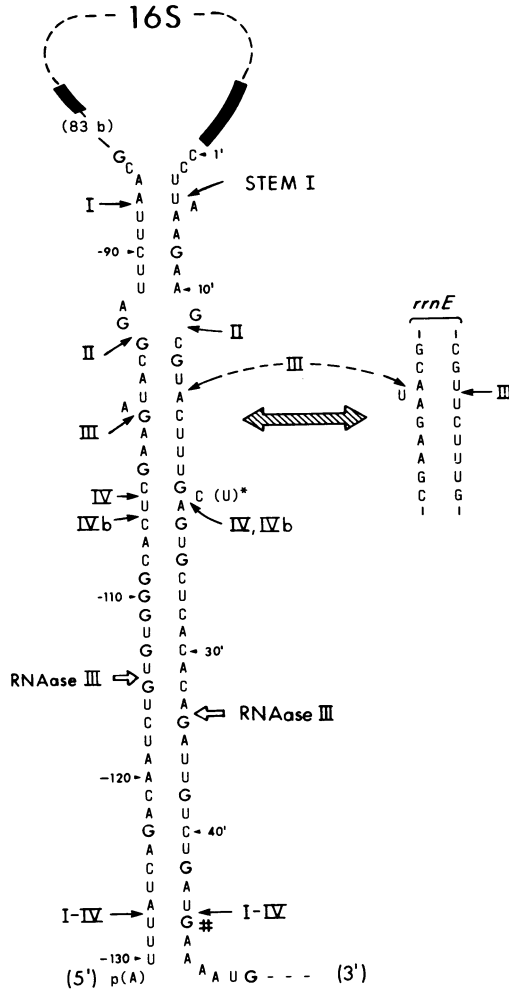 16S
(83 b)
G C 1'
C C
A U
A U STEM I
I A
U A
U A
-90 C G
U A
U A 10'
A G
G II
II G C
C G
A U III
U A
A
III G C
A U
A U
G U
C G C (U)*
IV U A
IVb C G IV, IVb
A U
C G
G C
-110 G U
G C
U A
G C 30'
U A
RNAase III G C
U A
C G RNAase III
U A
A U
-120 A U
C G
A U
G C 40'
A U
C G
U A
I-IV A U I-IV
U G #
U A
-130 U A
(5') p(A) A A U G --- (3')
rrnE
G C
C G
A U
U A U III
G C
A U
A U
G U
C G